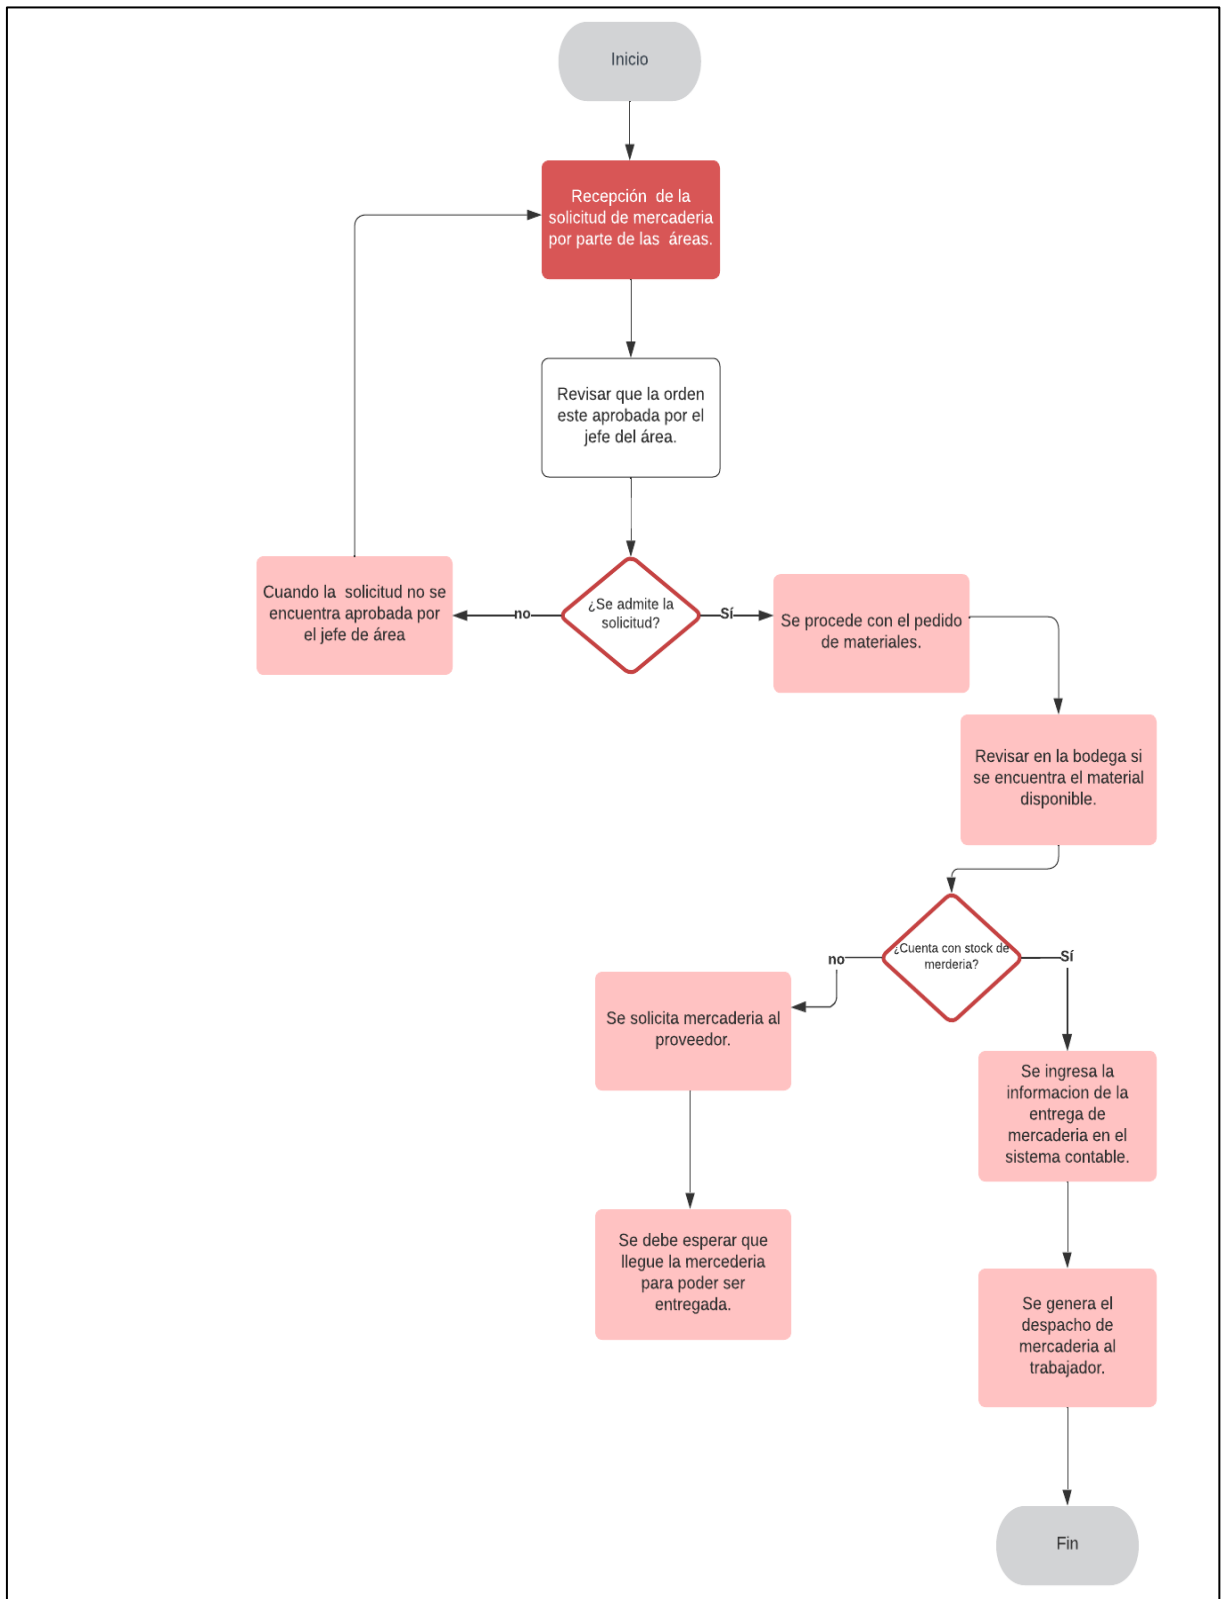 Inicio
Recepción de la
solicitud de mercaderia
por parte de las áreas.
Revisar que la orden
este aprobada por el
jefe del área.
¿Se admite la
solicitud?
no
Sí
Cuando la solicitud no se
encuentra aprobada por
el jefe de área
Se procede con el pedido
de materiales.
Revisar en la bodega si
se encuentra el material
disponible.
¿Cuenta con stock de
merderia?
no
Sí
Se solicita mercaderia al
proveedor.
Se ingresa la
informacion de la
entrega de
mercaderia en el
sistema contable.
Se debe esperar que
llegue la mercederia
para poder ser
entregada.
Se genera el
despacho de
mercaderia al
trabajador.
Fin